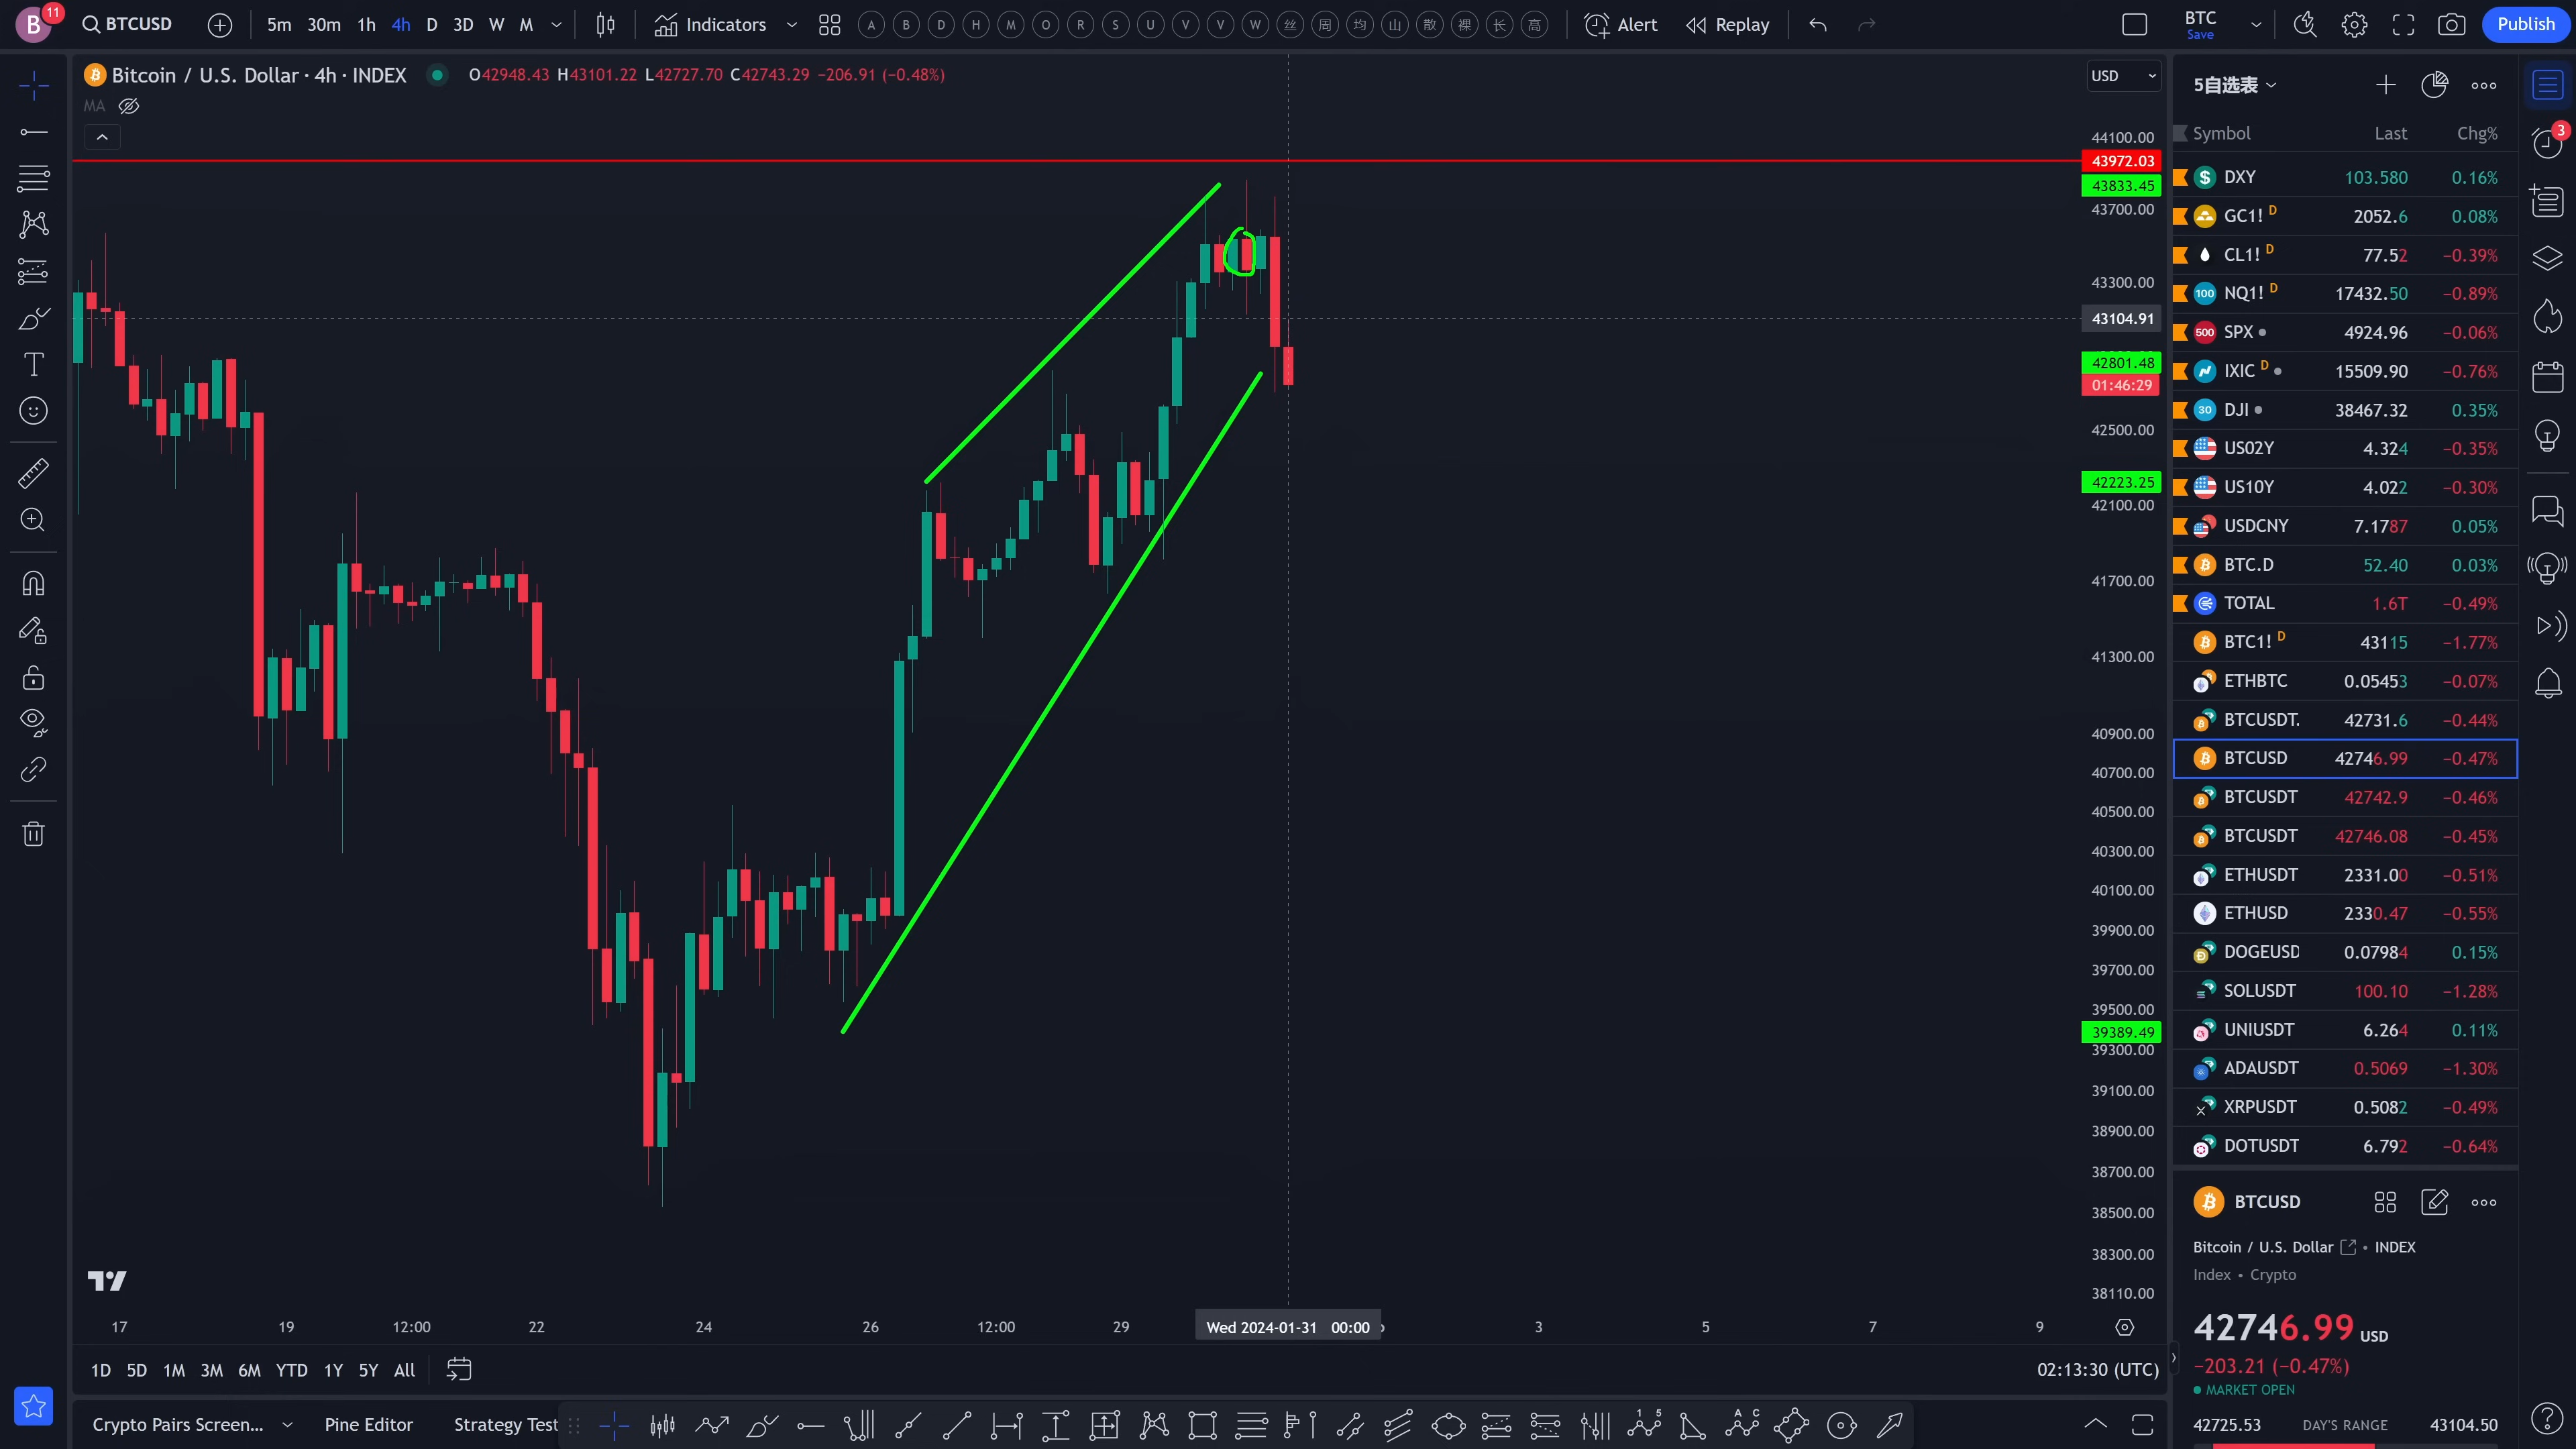 B 11 BTCUSD 5m 30m 1h 4h D 3D W M Indicators A B D H M O R S U V V W 丝 周 均 山 散 裸 长 高 Alert Replay BTC Save Publish
Bitcoin / U.S. Dollar · 4h · INDEX O42948.43 H43101.22 L42727.70 C42743.29 −206.91 (−0.48%)
MA
USD
44100.00
43972.03
43833.45
43700.00
43300.00
43104.91
42801.48
01:46:29
42500.00
42223.25
42100.00
41700.00
41300.00
40900.00
40700.00
40500.00
40300.00
40100.00
39900.00
39700.00
39500.00
39389.49
39300.00
39100.00
38900.00
38700.00
38500.00
38300.00
38110.00
17 19 12:00 22 24 26 12:00 29 Wed 2024-01-31 00:00 3 5 7 9
1D 5D 1M 3M 6M YTD 1Y 5Y All 02:13:30 (UTC)
Crypto Pairs Screen... Pine Editor Strategy Test
5自选表
Symbol Last Chg%
3
DXY 103.580 0.16%
GC1! D 2052.6 0.08%
CL1! D 77.52 −0.39%
100 NQ1! D 17432.50 −0.89%
500 SPX 4924.96 −0.06%
IXIC D 15509.90 −0.76%
30 DJI 38467.32 0.35%
US02Y 4.324 −0.35%
US10Y 4.022 −0.30%
USDCNY 7.1787 0.05%
BTC.D 52.40 0.03%
TOTAL 1.6T −0.49%
BTC1! D 43115 −1.77%
ETHBTC 0.05453 −0.07%
BTCUSDT. 42731.6 −0.44%
BTCUSD 42746.99 −0.47%
BTCUSDT 42742.9 −0.46%
BTCUSDT 42746.08 −0.45%
ETHUSDT 2331.00 −0.51%
ETHUSD 2330.47 −0.55%
DOGEUSD 0.07984 0.15%
SOLUSDT 100.10 −1.28%
UNIUSDT 6.264 0.11%
ADAUSDT 0.5069 −1.30%
XRPUSDT 0.5082 −0.49%
DOTUSDT 6.792 −0.64%
BTCUSD
Bitcoin / U.S. Dollar • INDEX
Index • Crypto
42746.99 USD
−203.21 (−0.47%)
MARKET OPEN
42725.53 DAY'S RANGE 43104.50